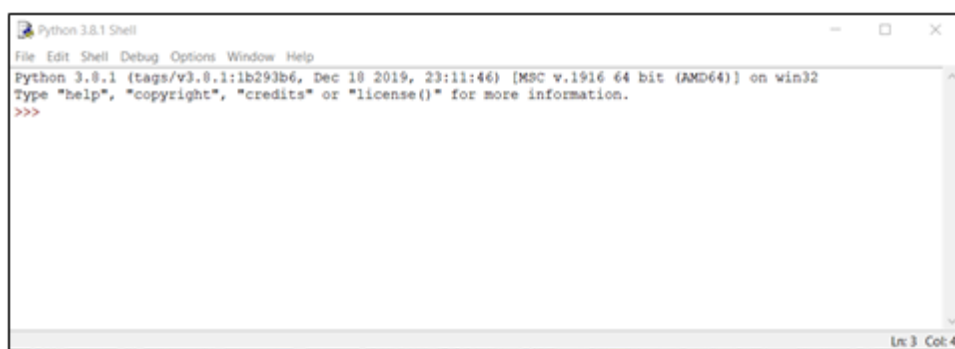 Python 3.8.1 Shell
File Edit Shell Debug Options Window Help
Python 3.8.1 (tags/v3.8.1:1b293b6, Dec 18 2019, 23:11:46) [MSC v.1916 64 bit (AMD64)] on win32
Type "help", "copyright", "credits" or "license()" for more information.
>>>
Ln: 3 Col: 4